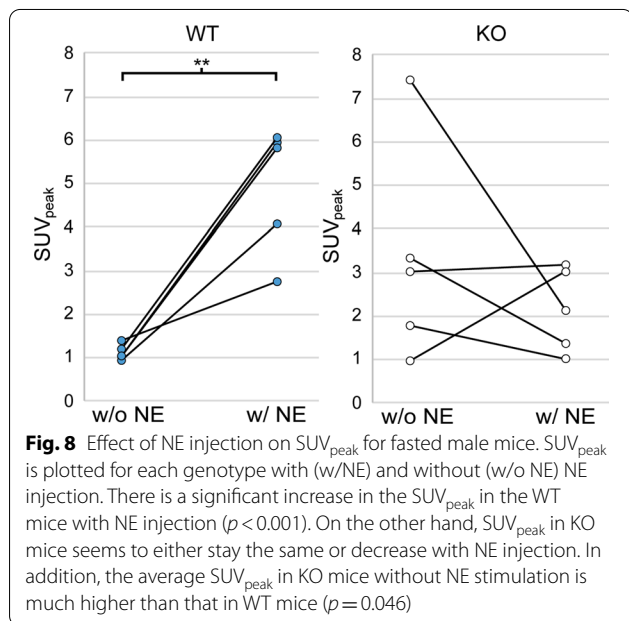 WT
KO
8
7
6
5
4
3
2
1
0
SUVpeak
**
w/o NE
w/ NE
8
7
6
5
4
3
2
1
0
SUVpeak
w/o NE
w/ NE
Fig. 8 Effect of NE injection on SUVpeak for fasted male mice. SUVpeak
is plotted for each genotype with (w/NE) and without (w/o NE) NE
injection. There is a significant increase in the SUVpeak in the WT
mice with NE injection (p < 0.001). On the other hand, SUVpeak in KO
mice seems to either stay the same or decrease with NE injection. In
addition, the average SUVpeak in KO mice without NE stimulation is
much higher than that in WT mice (p = 0.046)